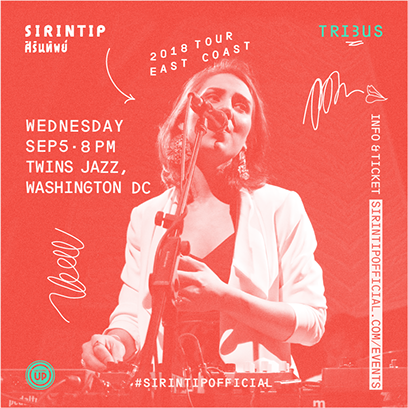 SIRINTIP
ศิรินทิพย์
2018 TOUR
EAST COAST
TRIBUS
WEDNESDAY
SEP5·8PM
TWINS JAZZ,
WASHINGTON DC
INFO & TICKET SIRINTIPOFFICIAL.COM/EVENTS
UP
#SIRINTIPOFFICIAL